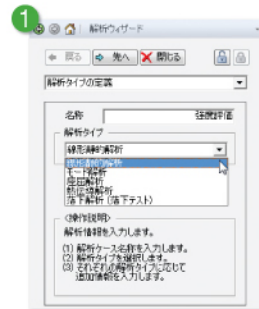 1
解析ウィザード
戻る 先へ 閉じる
解析タイプの定義
名称 強度評価
解析タイプ
線形静的解析
線形静的解析
モード解析
座屈解析
熱伝導解析
落下解析(落下テスト)
<操作説明>
解析情報を入力します。
(1) 解析ケース名称を入力します。
(2) 解析タイプを選択します。
(3) それぞれの解析タイプに応じて
追加情報を入力します。